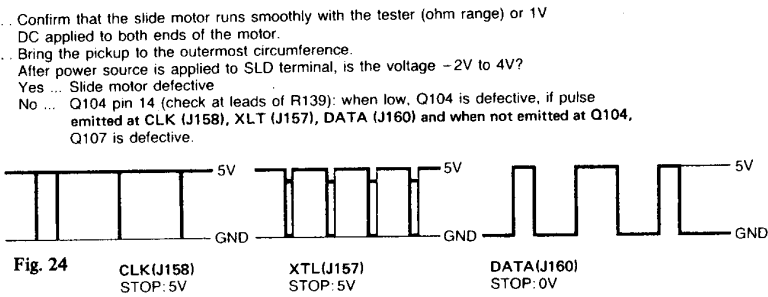 . . Confirm that the slide motor runs smoothly with the tester (ohm range) or 1V
DC applied to both ends of the motor.
. . Bring the pickup to the outermost circumference.
After power source is applied to SLD terminal, is the voltage −2V to 4V?
Yes ... Slide motor defective
No ... Q104 pin 14 (check at leads of R139): when low, Q104 is defective, if pulse
emitted at CLK (J158), XLT (J157), DATA (J160) and when not emitted at Q104,
Q107 is defective.
5V 5V 5V
GND GND GND
Fig. 24 CLK(J158) XTL(J157) DATA(J160)
STOP: 5V STOP: 5V STOP: 0V